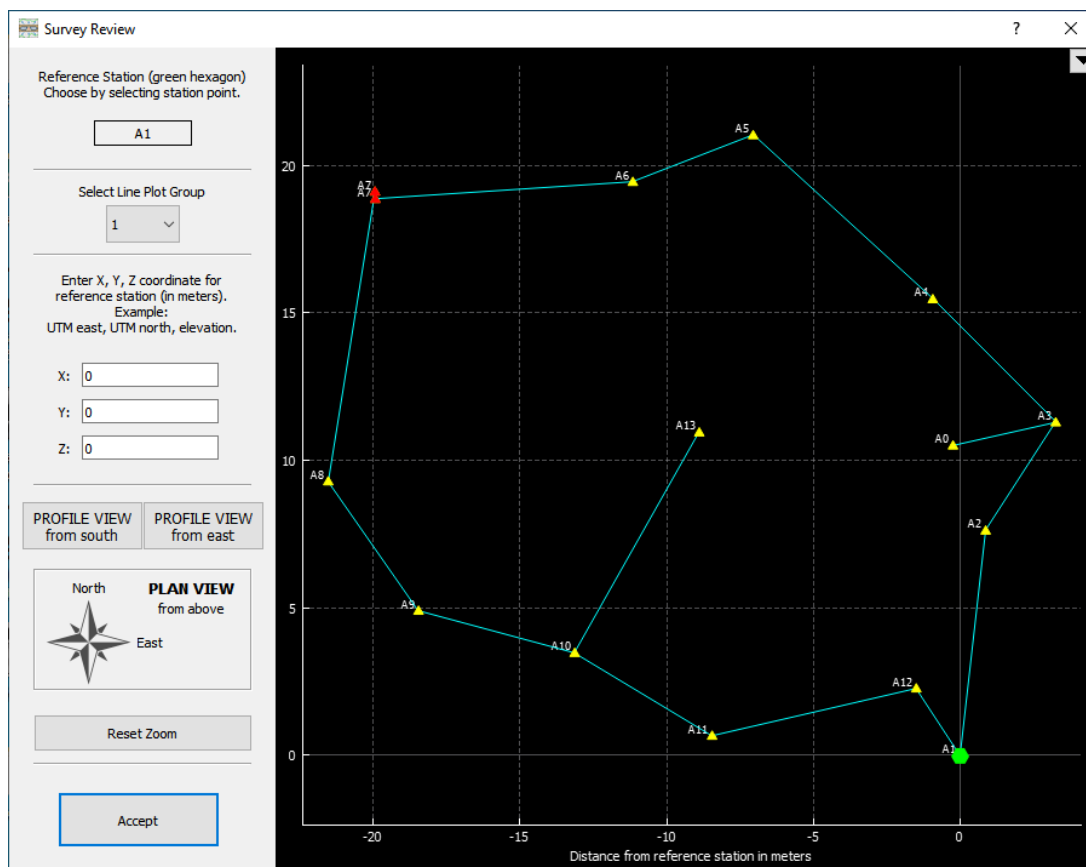 Survey Review
?
Reference Station (green hexagon)
Choose by selecting station point.
A1
Select Line Plot Group
1
Enter X, Y, Z coordinate for
reference station (in meters).
Example:
UTM east, UTM north, elevation.
X: 0
Y: 0
Z: 0
PROFILE VIEW
from south
PROFILE VIEW
from east
North
PLAN VIEW
from above
East
Reset Zoom
Accept
A5
20
A6
A7
A7
A4
15
A3
A13
A0
10
A8
A2
A9
5
A10
A12
A11
A1
0
-20 -15 -10 -5 0
Distance from reference station in meters